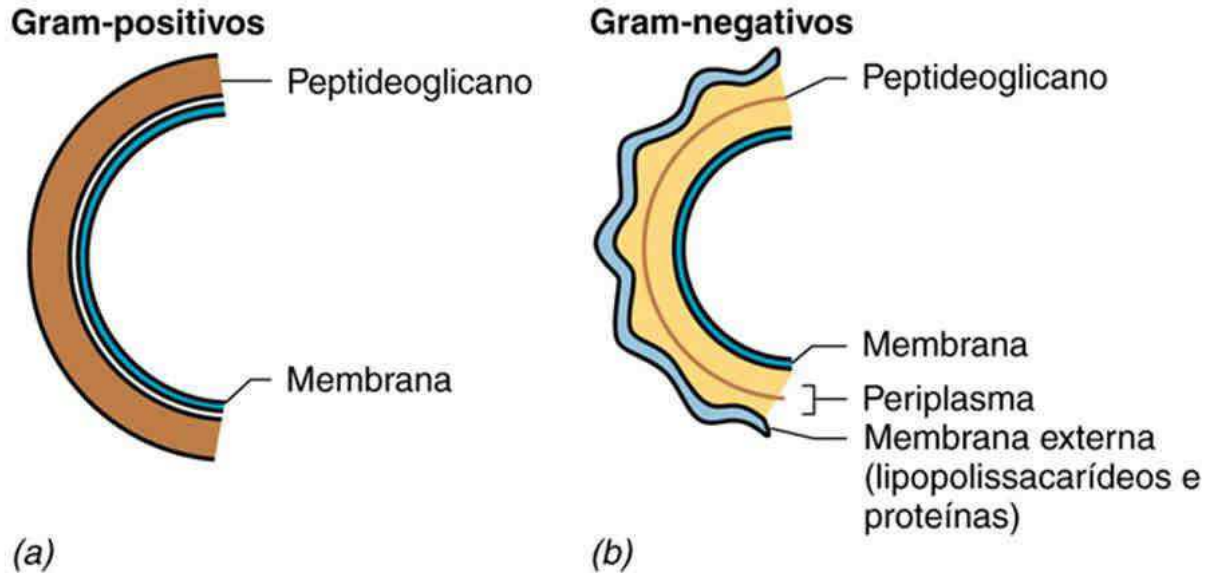 Gram-positivos
Peptideoglicano
Membrana
(a)
Gram-negativos
Peptideoglicano
Membrana
Periplasma
Membrana externa
(lipopolissacarídeos e
proteínas)
(b)